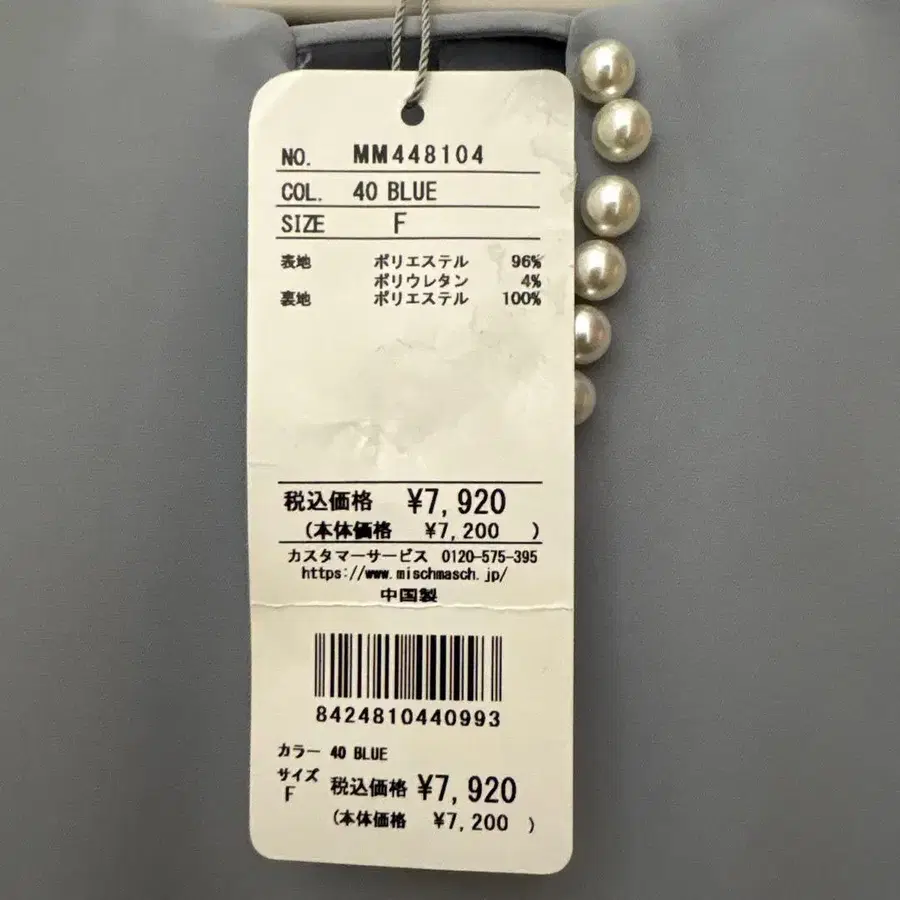 NO. MM448104
COL. 40 BLUE
SIZE F
表地 ポリエステル 96%
ポリウレタン 4%
裏地 ポリエステル 100%
税込価格 ¥7,920
(本体価格 ¥7,200 )
カスタマーサービス 0120-575-395
https://www.mischmasch.jp/
中国製
8424810440993
カラー 40 BLUE
サイズ F 税込価格 ¥7,920
(本体価格 ¥7,200 )